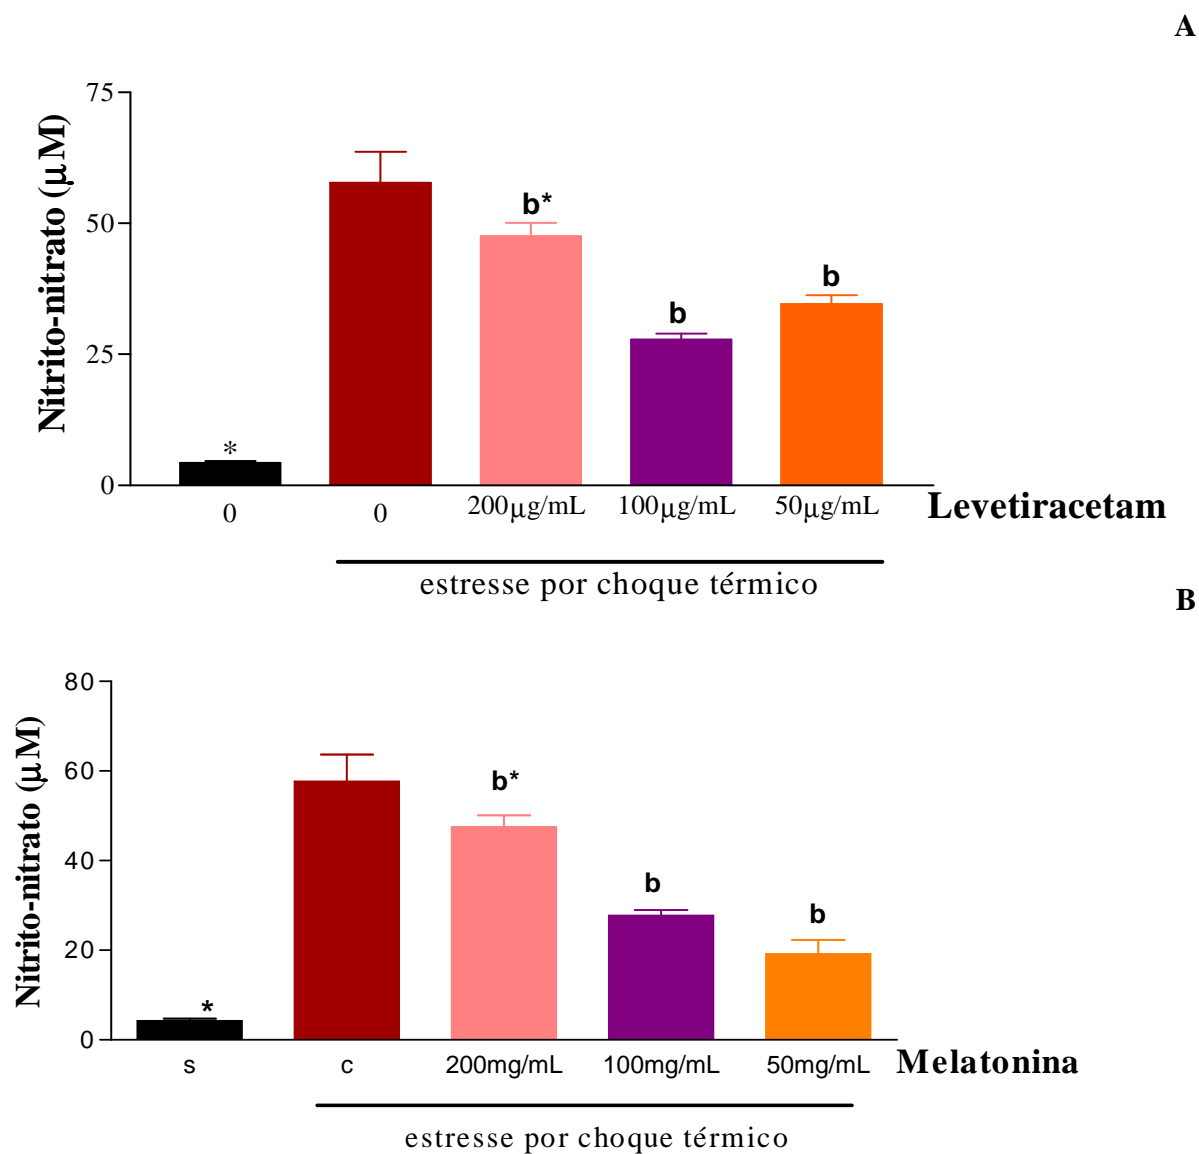 A
Nitrito-nitrato (μM)
75
50
25
0
*
b*
b
b
0
0
200μg/mL
100μg/mL
50μg/mL
Levetiracetam
estresse por choque térmico
B
Nitrito-nitrato (μM)
80
60
40
20
0
*
b*
b
b
s
c
200mg/mL
100mg/mL
50mg/mL
Melatonina
estresse por choque térmico